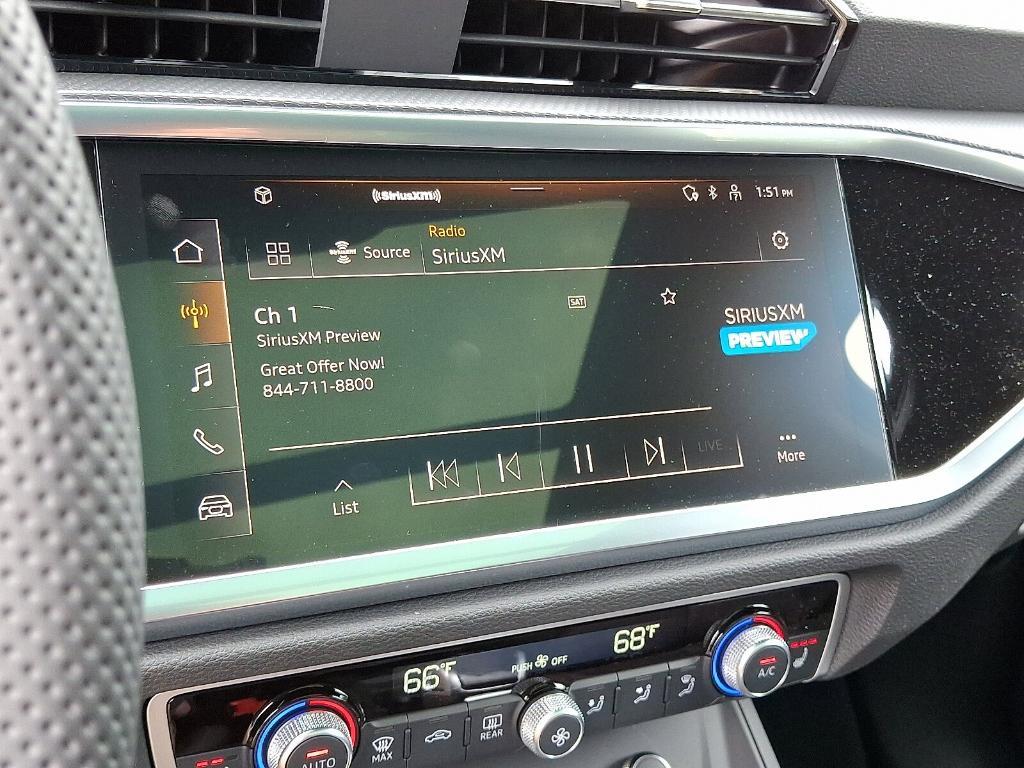 ((SiriusXM))
1:51 PM
Radio
Source
SiriusXM
Ch 1
SAT
SIRIUSXM
SiriusXM Preview
PREVIEW
Great Offer Now!
844-711-8800
LIVE
More
List
66°F
PUSH OFF
68°F
A/C
AUTO
MAX
REAR